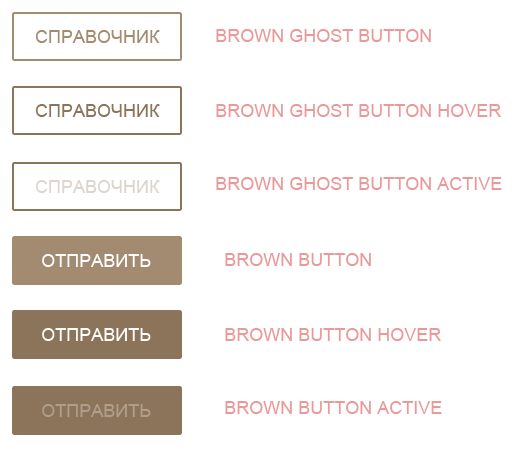 СПРАВОЧНИК BROWN GHOST BUTTON
СПРАВОЧНИК BROWN GHOST BUTTON HOVER
СПРАВОЧНИК BROWN GHOST BUTTON ACTIVE
ОТПРАВИТЬ BROWN BUTTON
ОТПРАВИТЬ BROWN BUTTON HOVER
ОТПРАВИТЬ BROWN BUTTON ACTIVE